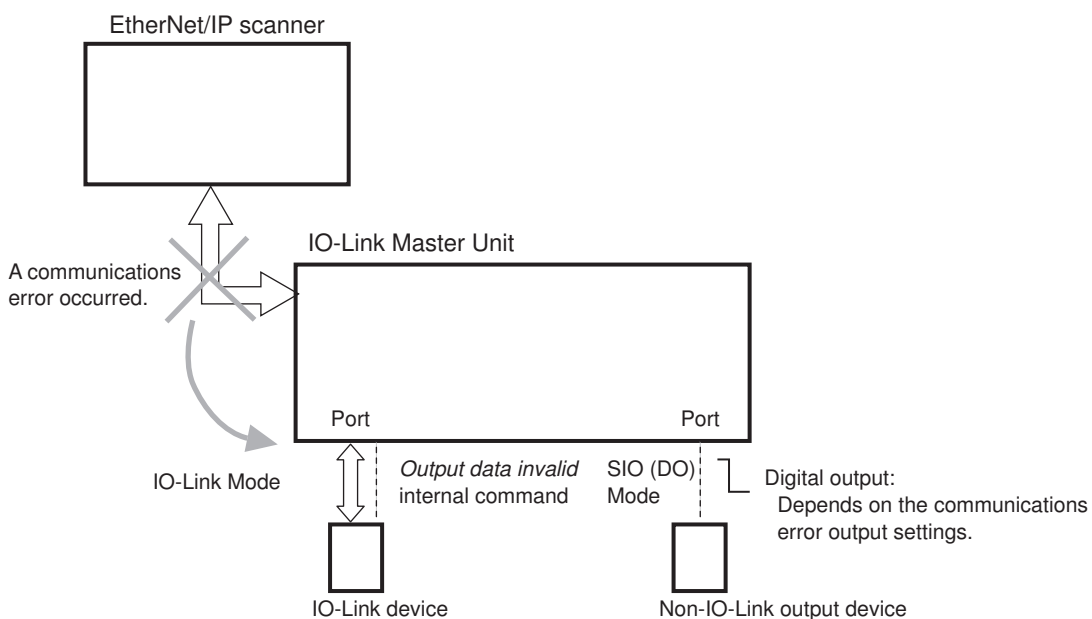 EtherNet/IP scanner
IO-Link Master Unit
A communications
error occurred.
Port
Port
IO-Link Mode
Output data invalid
internal command
SIO (DO)
Mode
Digital output:
Depends on the communications
error output settings.
IO-Link device
Non-IO-Link output device